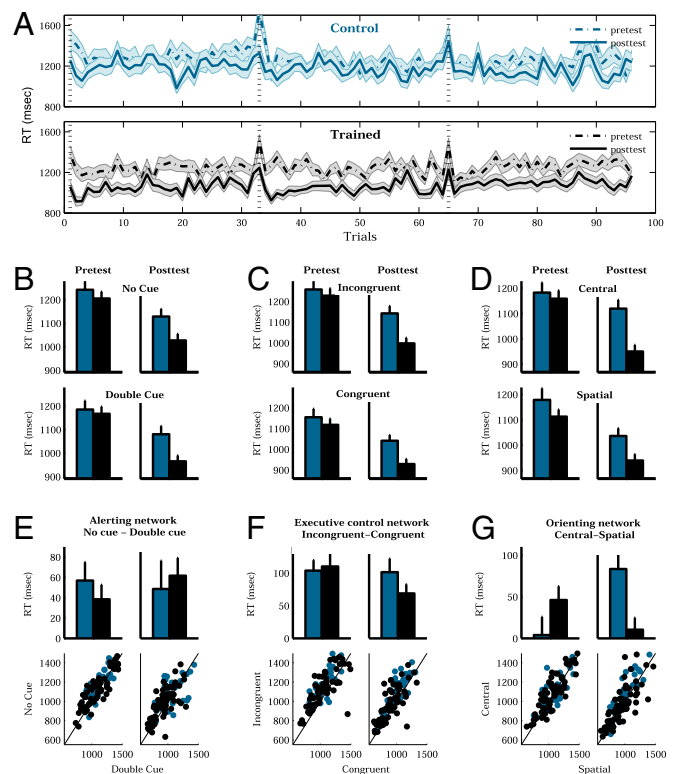 A
1600
1200
800
RT (msec)
Control
pretest
posttest
1600
1200
800
Trained
pretest
posttest
0 10 20 30 40 50 60 70 80 90 100
Trials
B
Pretest Posttest
No Cue
1200
1100
1000
900
RT (msec)
Double Cue
1200
1100
1000
900
RT (msec)
C
Pretest Posttest
Incongruent
1200
1100
1000
900
RT (msec)
Congruent
1200
1100
1000
900
RT (msec)
D
Pretest Posttest
Central
1200
1100
1000
900
RT (msec)
Spatial
1200
1100
1000
900
RT (msec)
E
Alerting network
No cue – Double cue
80
60
40
20
0
RT (msec)
1400
1200
1000
800
600
No Cue
1000 1500 1000 1500
Double Cue
F
Executive control network
Incongruent–Congruent
100
50
0
RT (msec)
1400
1200
1000
800
600
Incongruent
1000 1500 1000 1500
Congruent
G
Orienting network
Central–Spatial
100
50
0
RT (msec)
1400
1200
1000
800
600
Central
1000 1500 1000 1500
Spatial